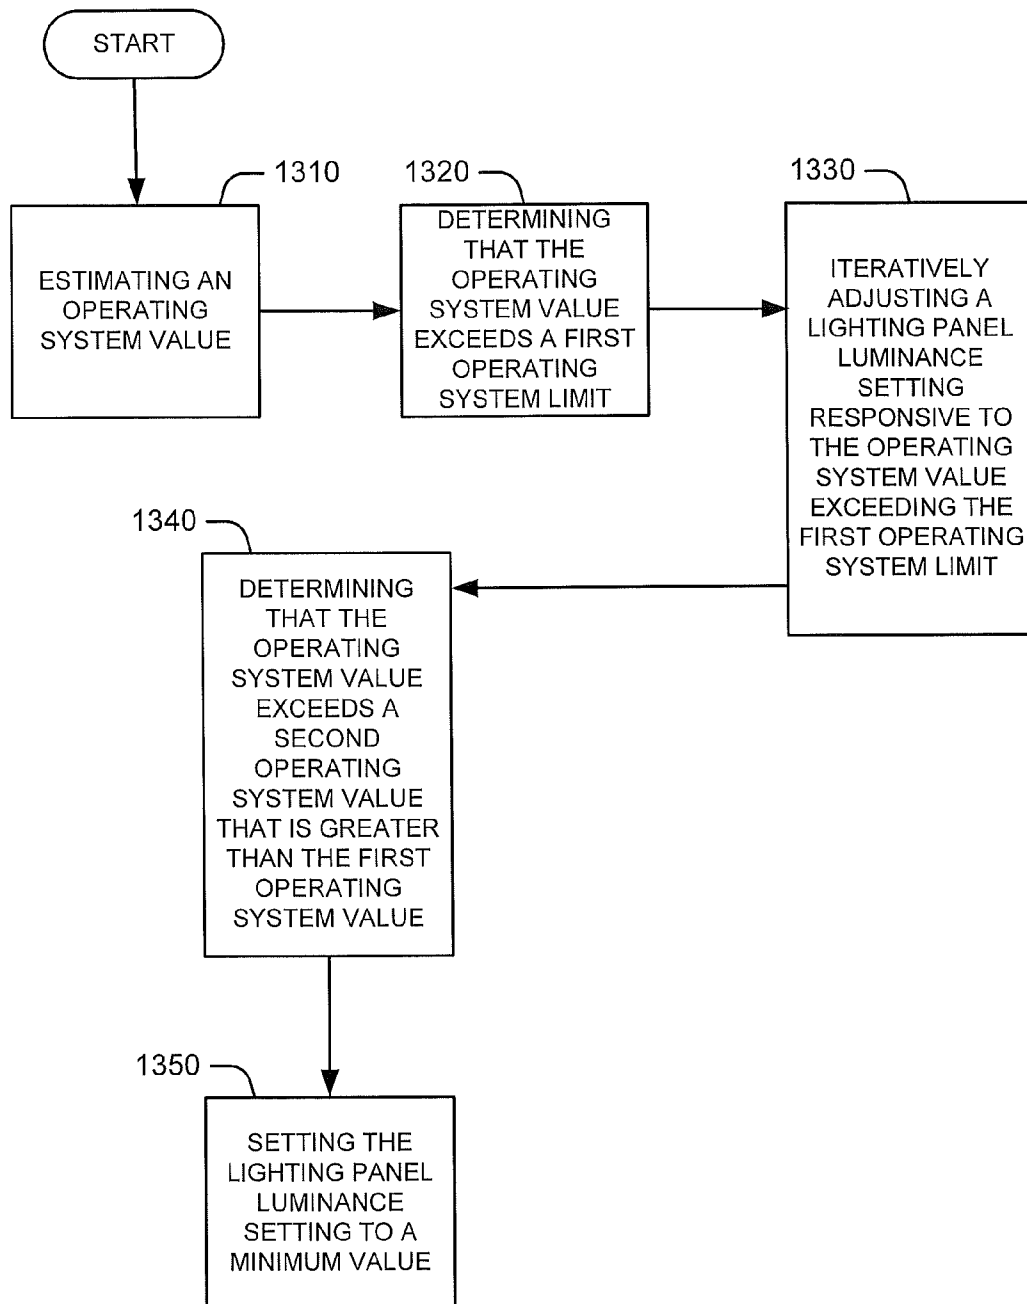 START
1310
ESTIMATING AN
OPERATING
SYSTEM VALUE
1320
DETERMINING
THAT THE
OPERATING
SYSTEM VALUE
EXCEEDS A FIRST
OPERATING
SYSTEM LIMIT
1330
ITERATIVELY
ADJUSTING A
LIGHTING PANEL
LUMINANCE
SETTING
RESPONSIVE TO
THE OPERATING
SYSTEM VALUE
EXCEEDING THE
FIRST OPERATING
SYSTEM LIMIT
1340
DETERMINING
THAT THE
OPERATING
SYSTEM VALUE
EXCEEDS A
SECOND
OPERATING
SYSTEM VALUE
THAT IS GREATER
THAN THE FIRST
OPERATING
SYSTEM VALUE
1350
SETTING THE
LIGHTING PANEL
LUMINANCE
SETTING TO A
MINIMUM VALUE